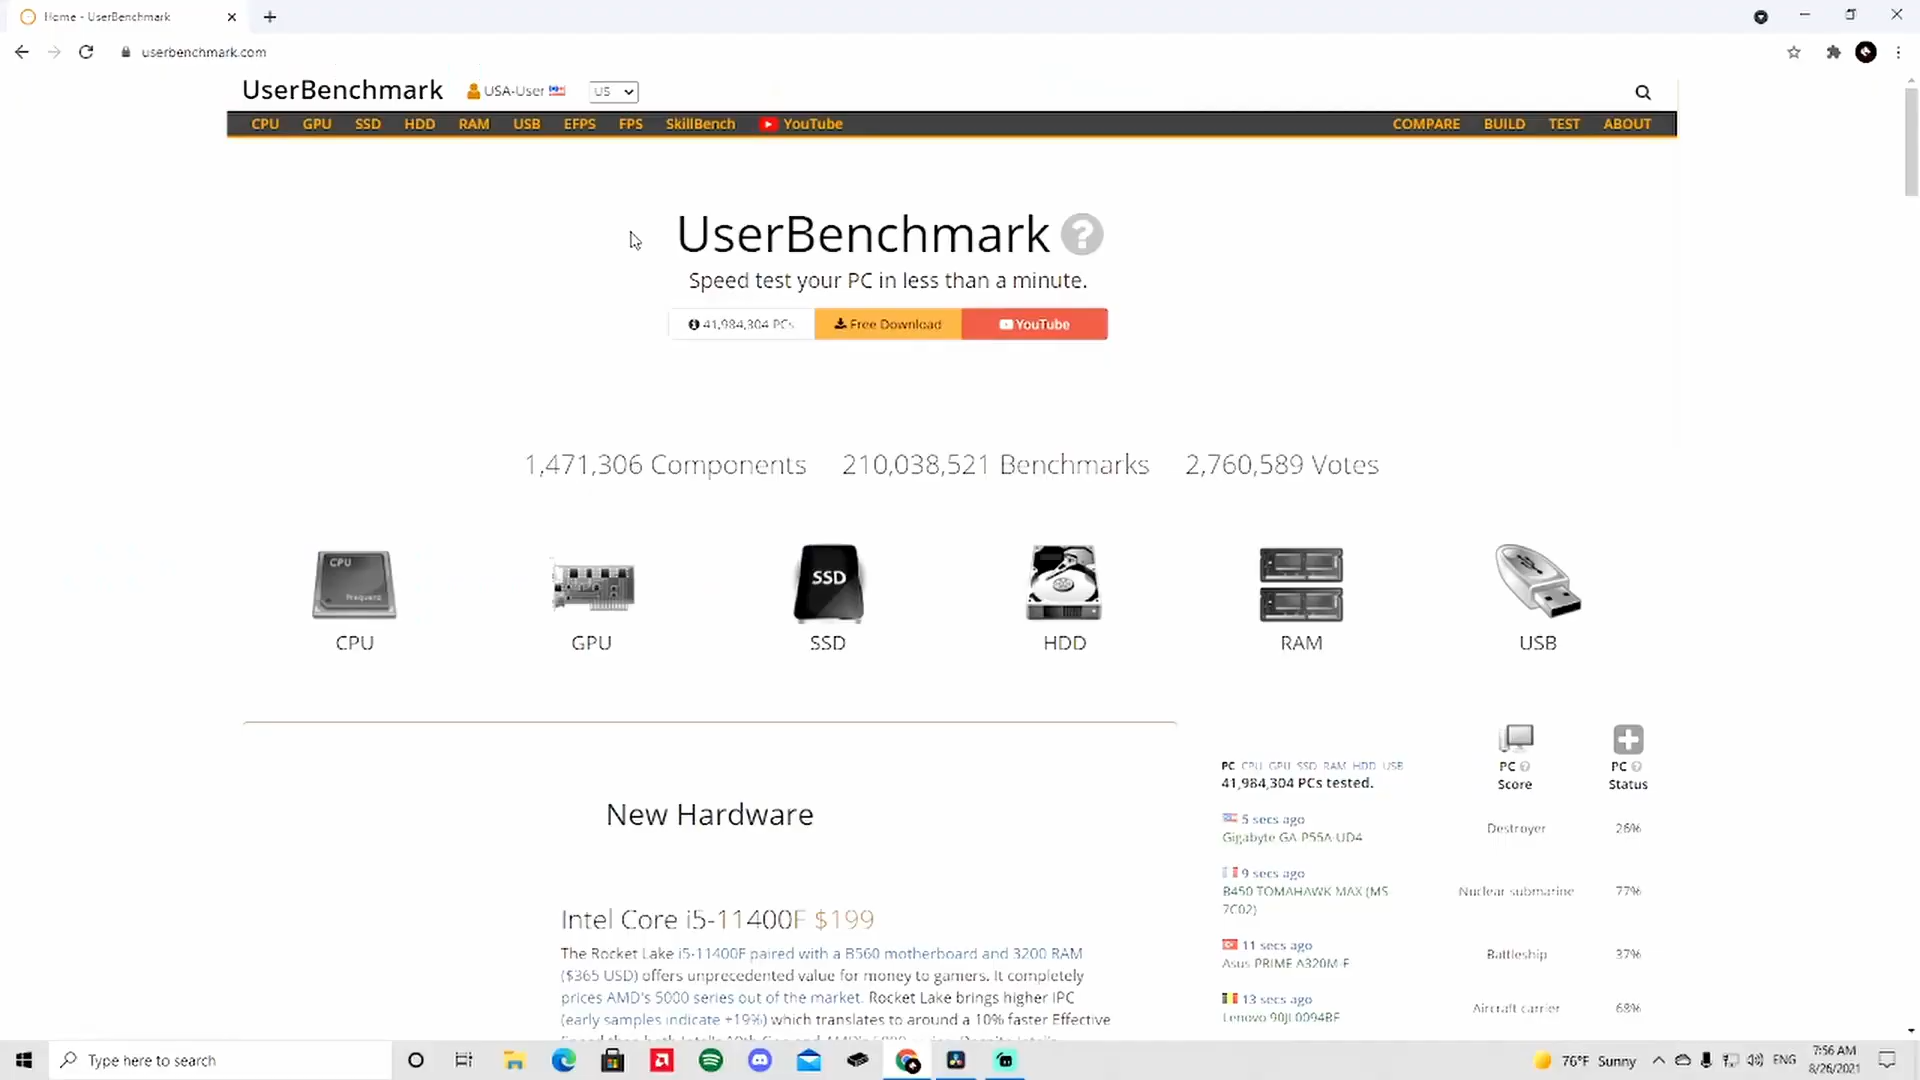 Home - UserBenchmark
userbenchmark.com
UserBenchmark USA-User US
CPU GPU SSD HDD RAM USB EFPS FPS SkillBench YouTube COMPARE BUILD TEST ABOUT
UserBenchmark ?
Speed test your PC in less than a minute.
41,984,304 PCs Free Download YouTube
1,471,306 Components 210,038,521 Benchmarks 2,760,589 Votes
CPU
SSD
CPU GPU SSD HDD RAM USB
PC CPU GPU SSD RAM HDD USB
41,984,304 PCs tested.
PC Score
PC Status
New Hardware
5 secs ago
Gigabyte GA-P55A-UD4
Destroyer 26%
9 secs ago
B450 TOMAHAWK MAX (MS-
7C02)
Nuclear submarine 77%
11 secs ago
Asus PRIME A320M-F
Battleship 37%
13 secs ago
Lenovo 90JL0094BF
Aircraft carrier 68%
Intel Core i5-11400F $199
The Rocket Lake i5-11400F paired with a B560 motherboard and 3200 RAM
($365 USD) offers unprecedented value for money to gamers. It completely
prices AMD's 5000 series out of the market. Rocket Lake brings higher IPC
(early samples indicate +19%) which translates to around a 10% faster Effective
Type here to search
76°F Sunny
ENG
7:56 AM
8/26/2021